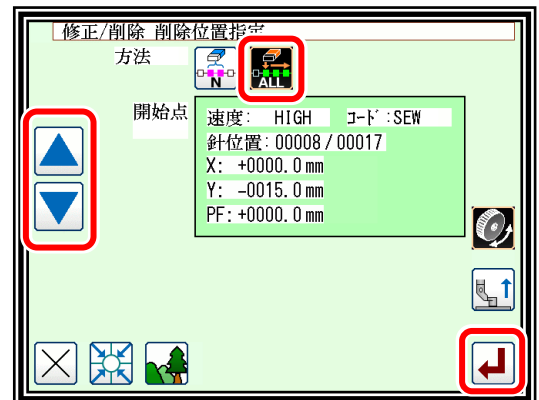 修正/削除 削除位置指定
方法
N
ALL
開始点
速度: HIGH コード:SEW
針位置:00008/00017
X: +0000.0mm
Y: -0015.0mm
PF:+0000.0mm